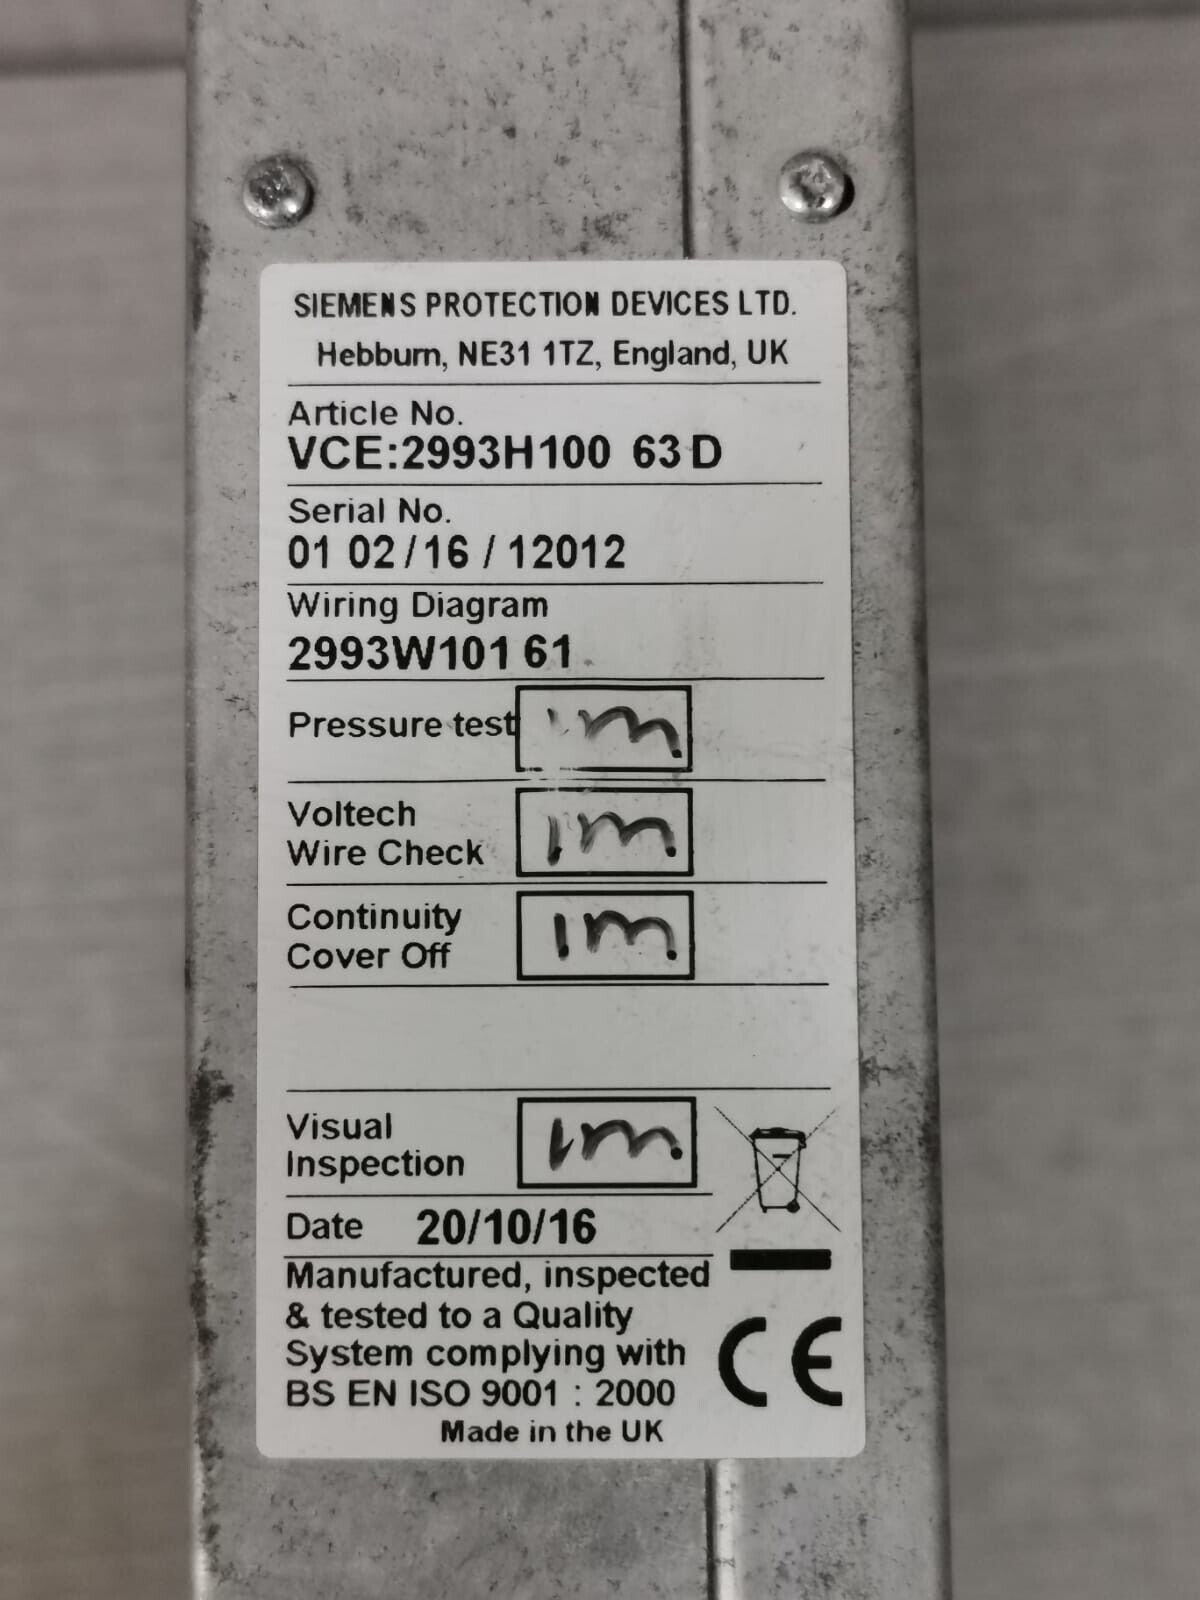 SIEMENS PROTECTION DEVICES LTD.
Hebburn, NE31 1TZ, England, UK
Article No.
VCE:2993H100 63 D
Serial No.
01 02/16 / 12012
Wiring Diagram
2993W101 61
Pressure test
Voltech
Wire Check
Continuity
Cover Off
Visual
Inspection
Date 20/10/16
Manufactured, inspected
& tested to a Quality
System complying with
BS EN ISO 9001 : 2000
CE
Made in the UK